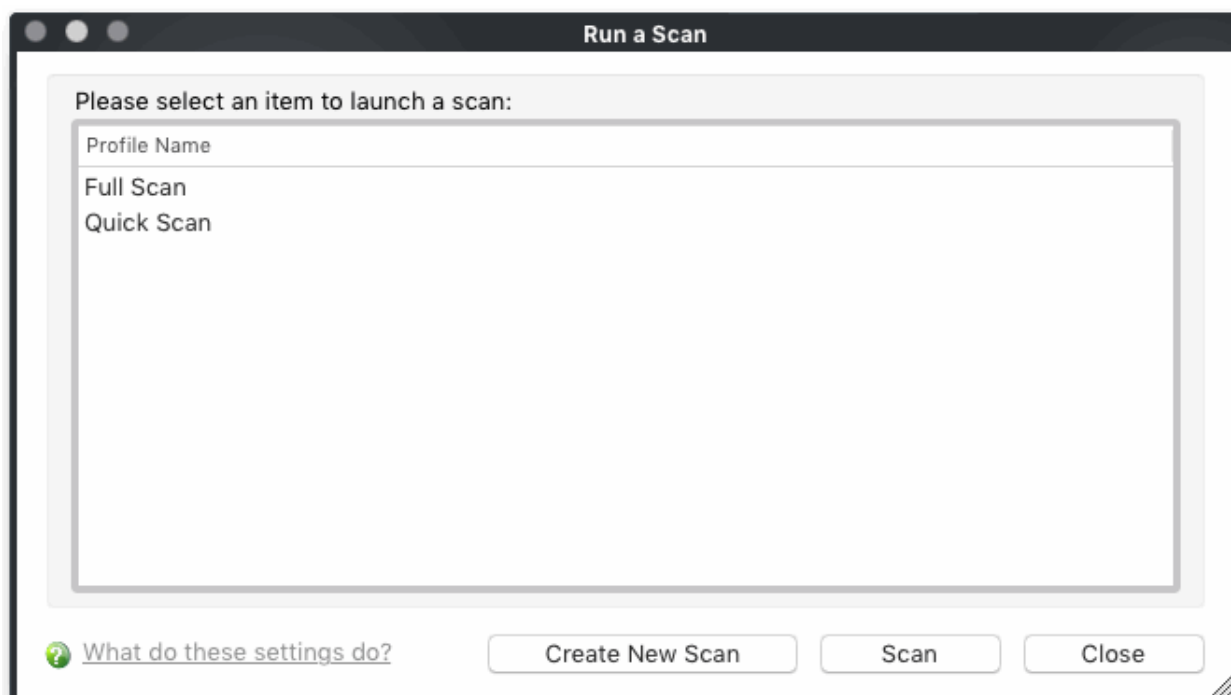 Run a Scan
Please select an item to launch a scan:
Profile Name
Full Scan
Quick Scan
What do these settings do? Create New Scan Scan Close